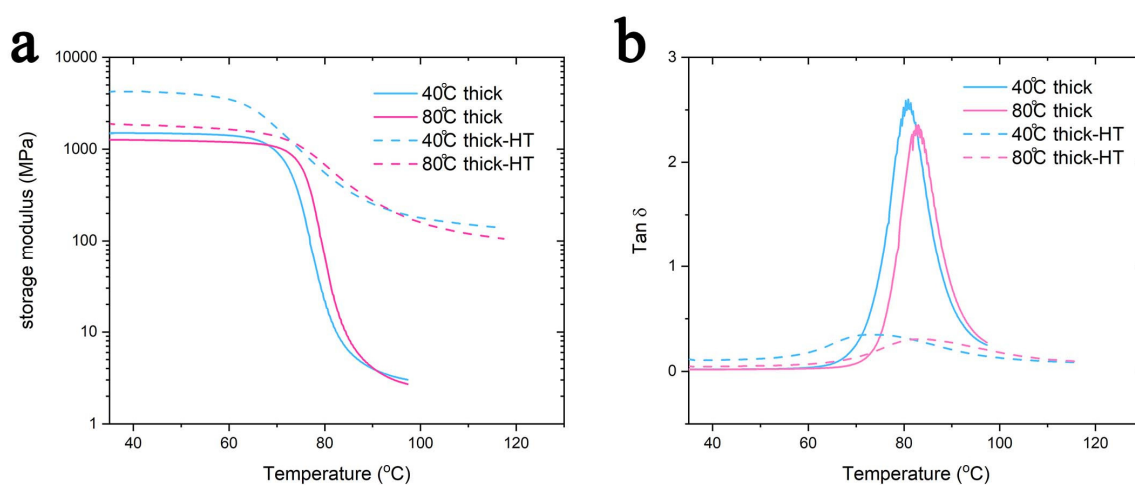 a
10000
1000
100
10
1
storage modulus (MPa)
40℃ thick
80℃ thick
40℃ thick-HT
80℃ thick-HT
40
60
80
100
120
Temperature (°C)
b
3
2
1
0
Tan δ
40℃ thick
80℃ thick
40℃ thick-HT
80℃ thick-HT
40
60
80
100
120
Temperature (°C)